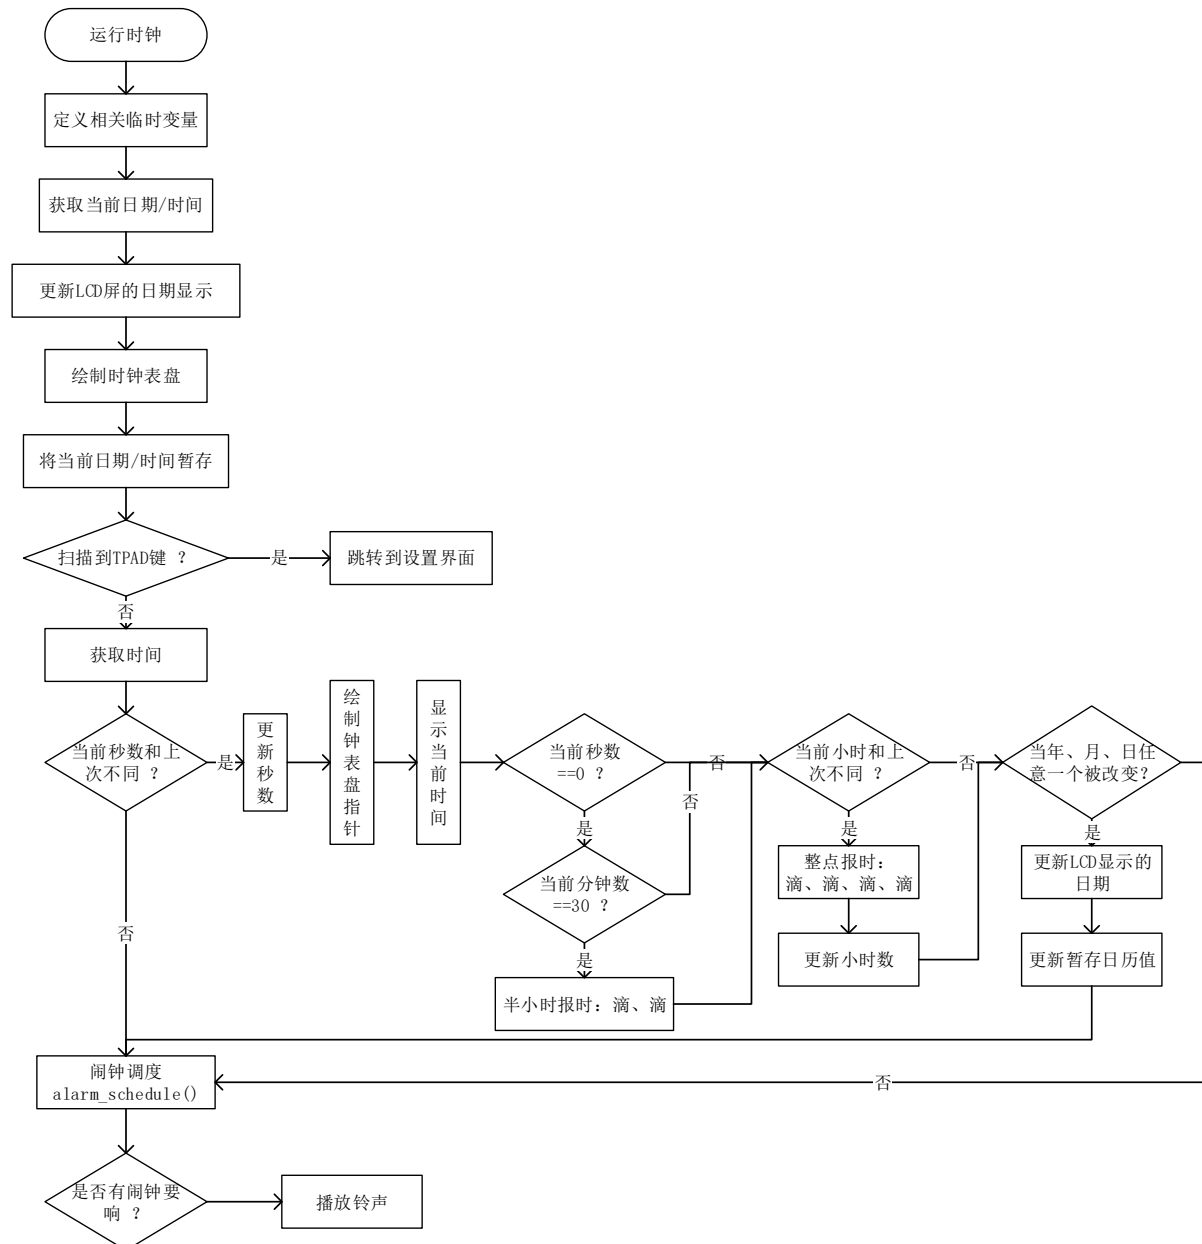 运行时钟
定义相关临时变量
获取当前日期/时间
更新LCD屏的日期显示
绘制时钟表盘
将当前日期/时间暂存
扫描到TPAD键 ?
是
跳转到设置界面
否
获取时间
当前秒数和上
次不同 ?
是
更
新
秒
数
绘
制
钟
表
盘
指
针
显
示
当
前
时
间
当前秒数
==0 ?
否
是
当前分钟数
==30 ?
否
是
半小时报时: 滴、滴
当前小时和上
次不同 ?
否
是
整点报时:
滴、滴、滴、滴
更新小时数
当年、月、日任
意一个被改变?
是
更新LCD显示的
日期
更新暂存日历值
否
否
闹钟调度
alarm_schedule()
是否有闹钟要
响 ?
播放铃声